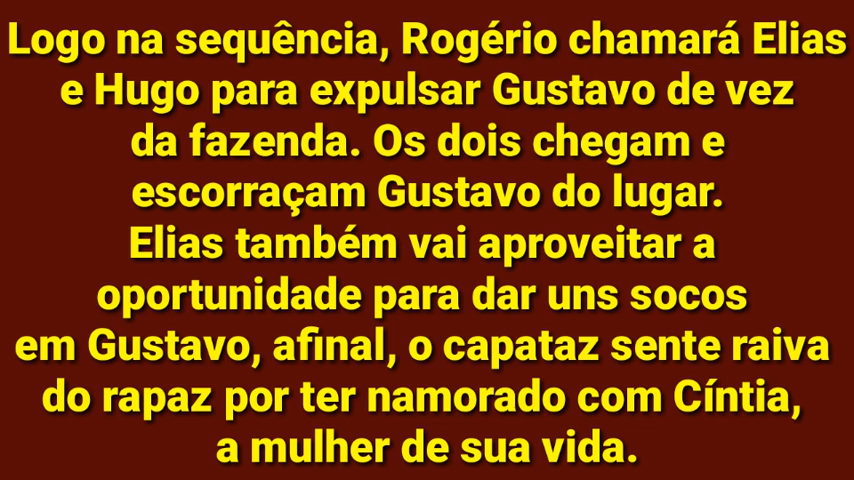 Logo na sequência, Rogério chamará Elias
e Hugo para expulsar Gustavo de vez
da fazenda. Os dois chegam e
escorraçam Gustavo do lugar.
Elias também vai aproveitar a
oportunidade para dar uns socos
em Gustavo, afinal, o capataz sente raiva
do rapaz por ter namorado com Cíntia,
a mulher de sua vida.